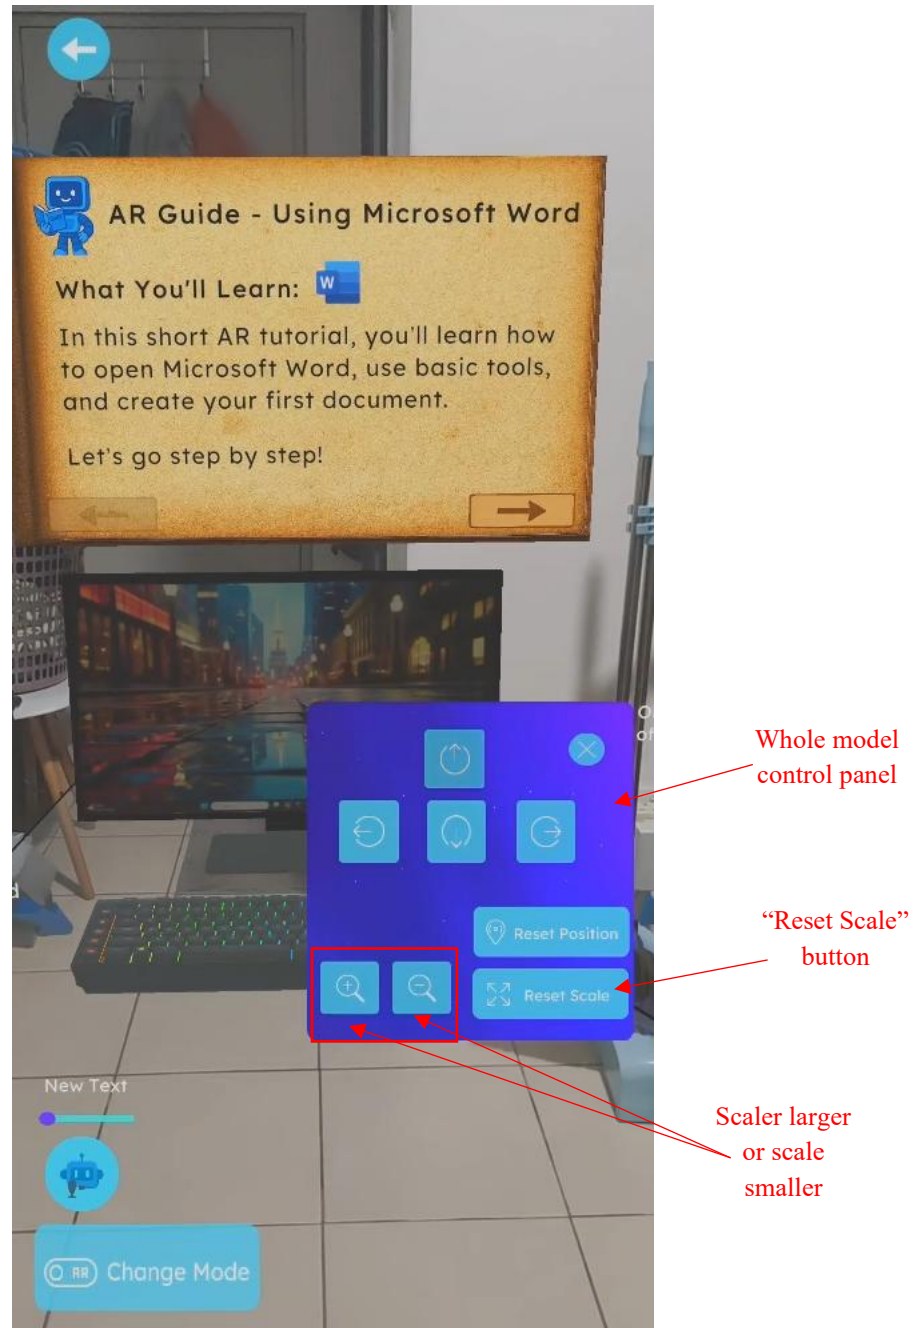 AR Guide - Using Microsoft Word
What You'll Learn:
W
In this short AR tutorial, you'll learn how
to open Microsoft Word, use basic tools,
and create your first document.
Let's go step by step!
O
of
Whole model
control panel
d
Reset Position
“Reset Scale”
button
Reset Scale
New Text
Scaler larger
or scale
smaller
AR
Change Mode